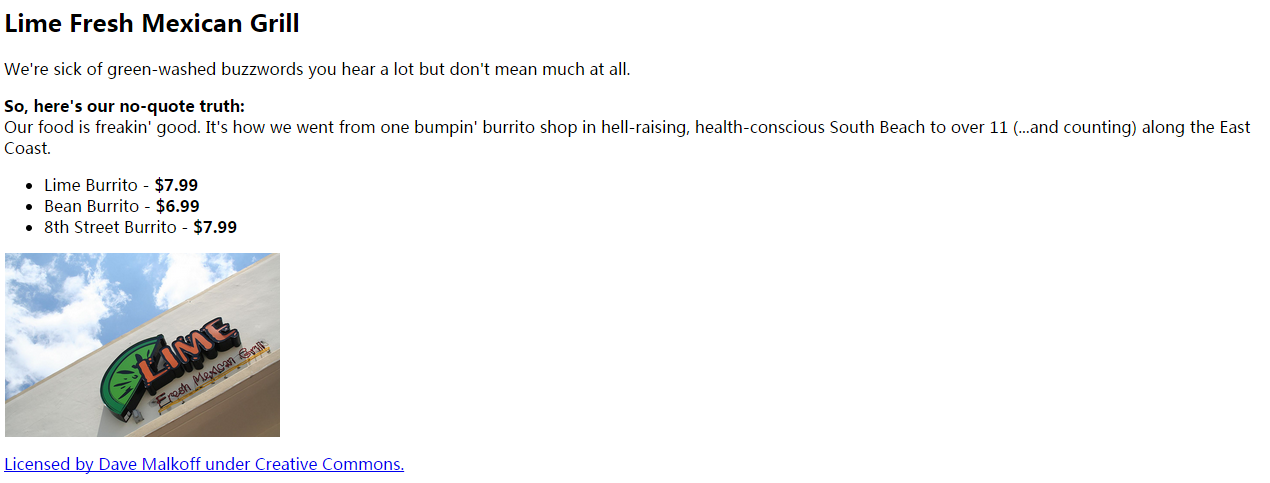 Lime Fresh Mexican Grill
We're sick of green-washed buzzwords you hear a lot but don't mean much at all.
So, here's our no-quote truth:
Our food is freakin' good. It's how we went from one bumpin' burrito shop in hell-raising, health-conscious South Beach to over 11 (...and counting) along the East
Coast.
• Lime Burrito - $7.99
• Bean Burrito - $6.99
• 8th Street Burrito - $7.99
LIME
Fresh Mexican Grill
Licensed by Dave Malkoff under Creative Commons.